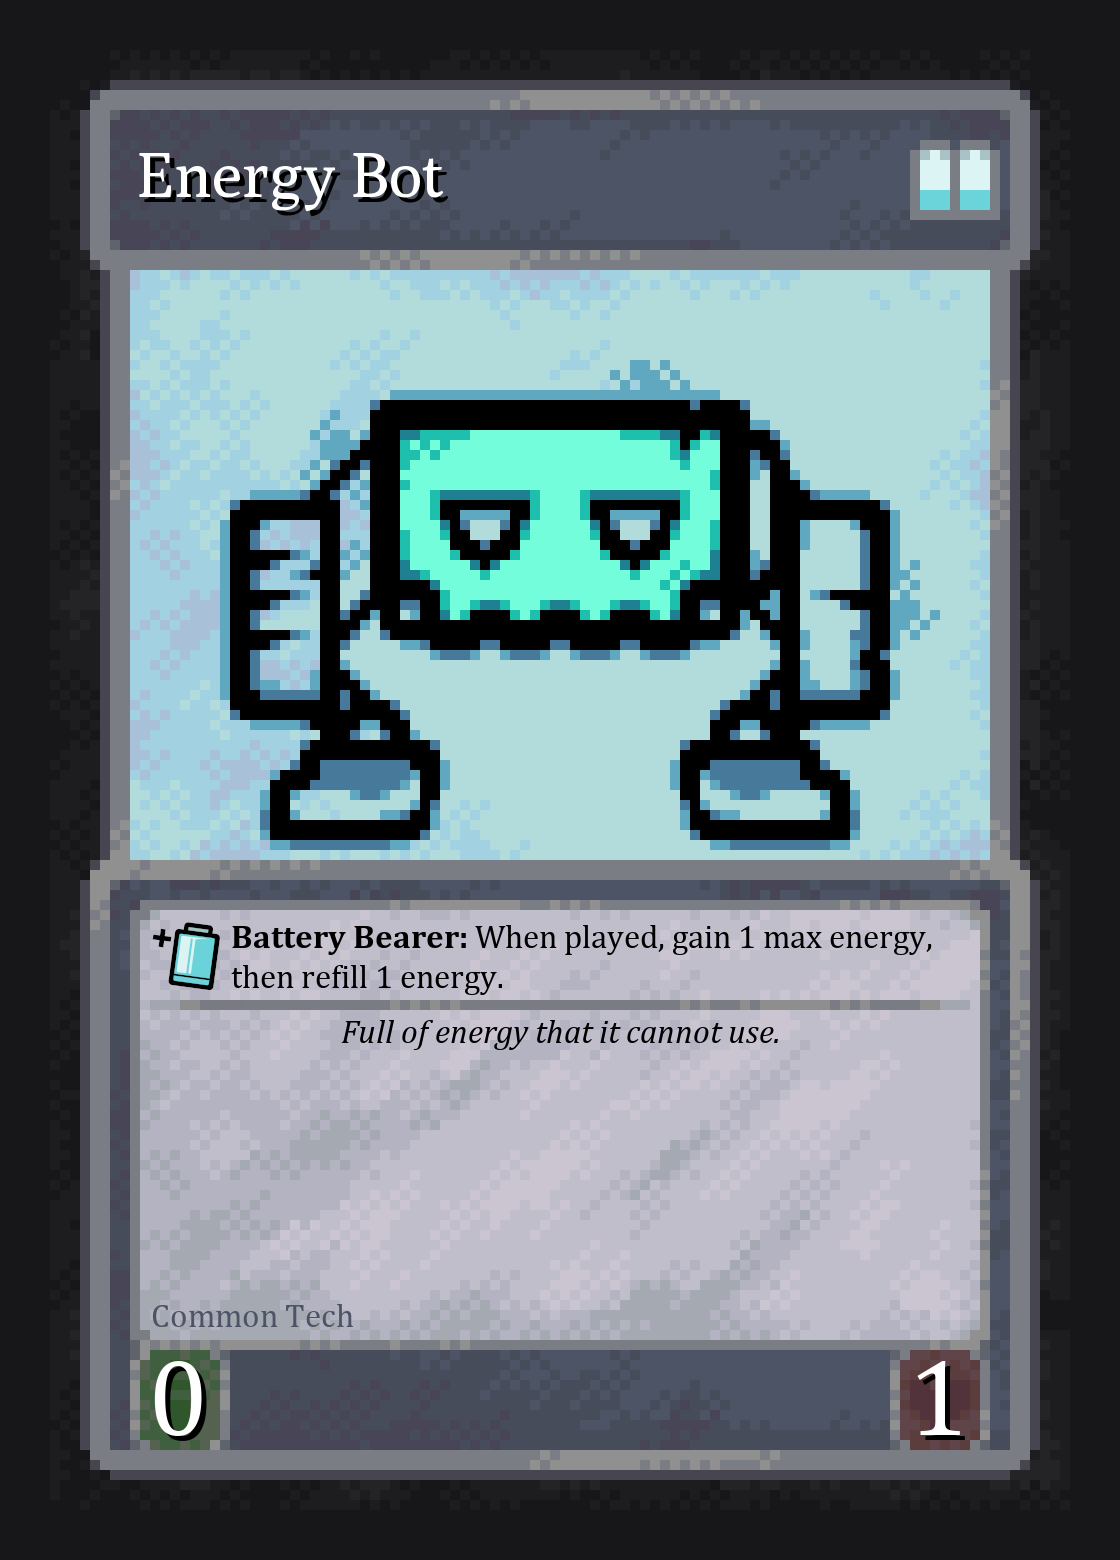 Energy Bot
Battery Bearer: When played, gain 1 max energy,
then refill 1 energy.
Full of energy that it cannot use.
Common Tech
0
1